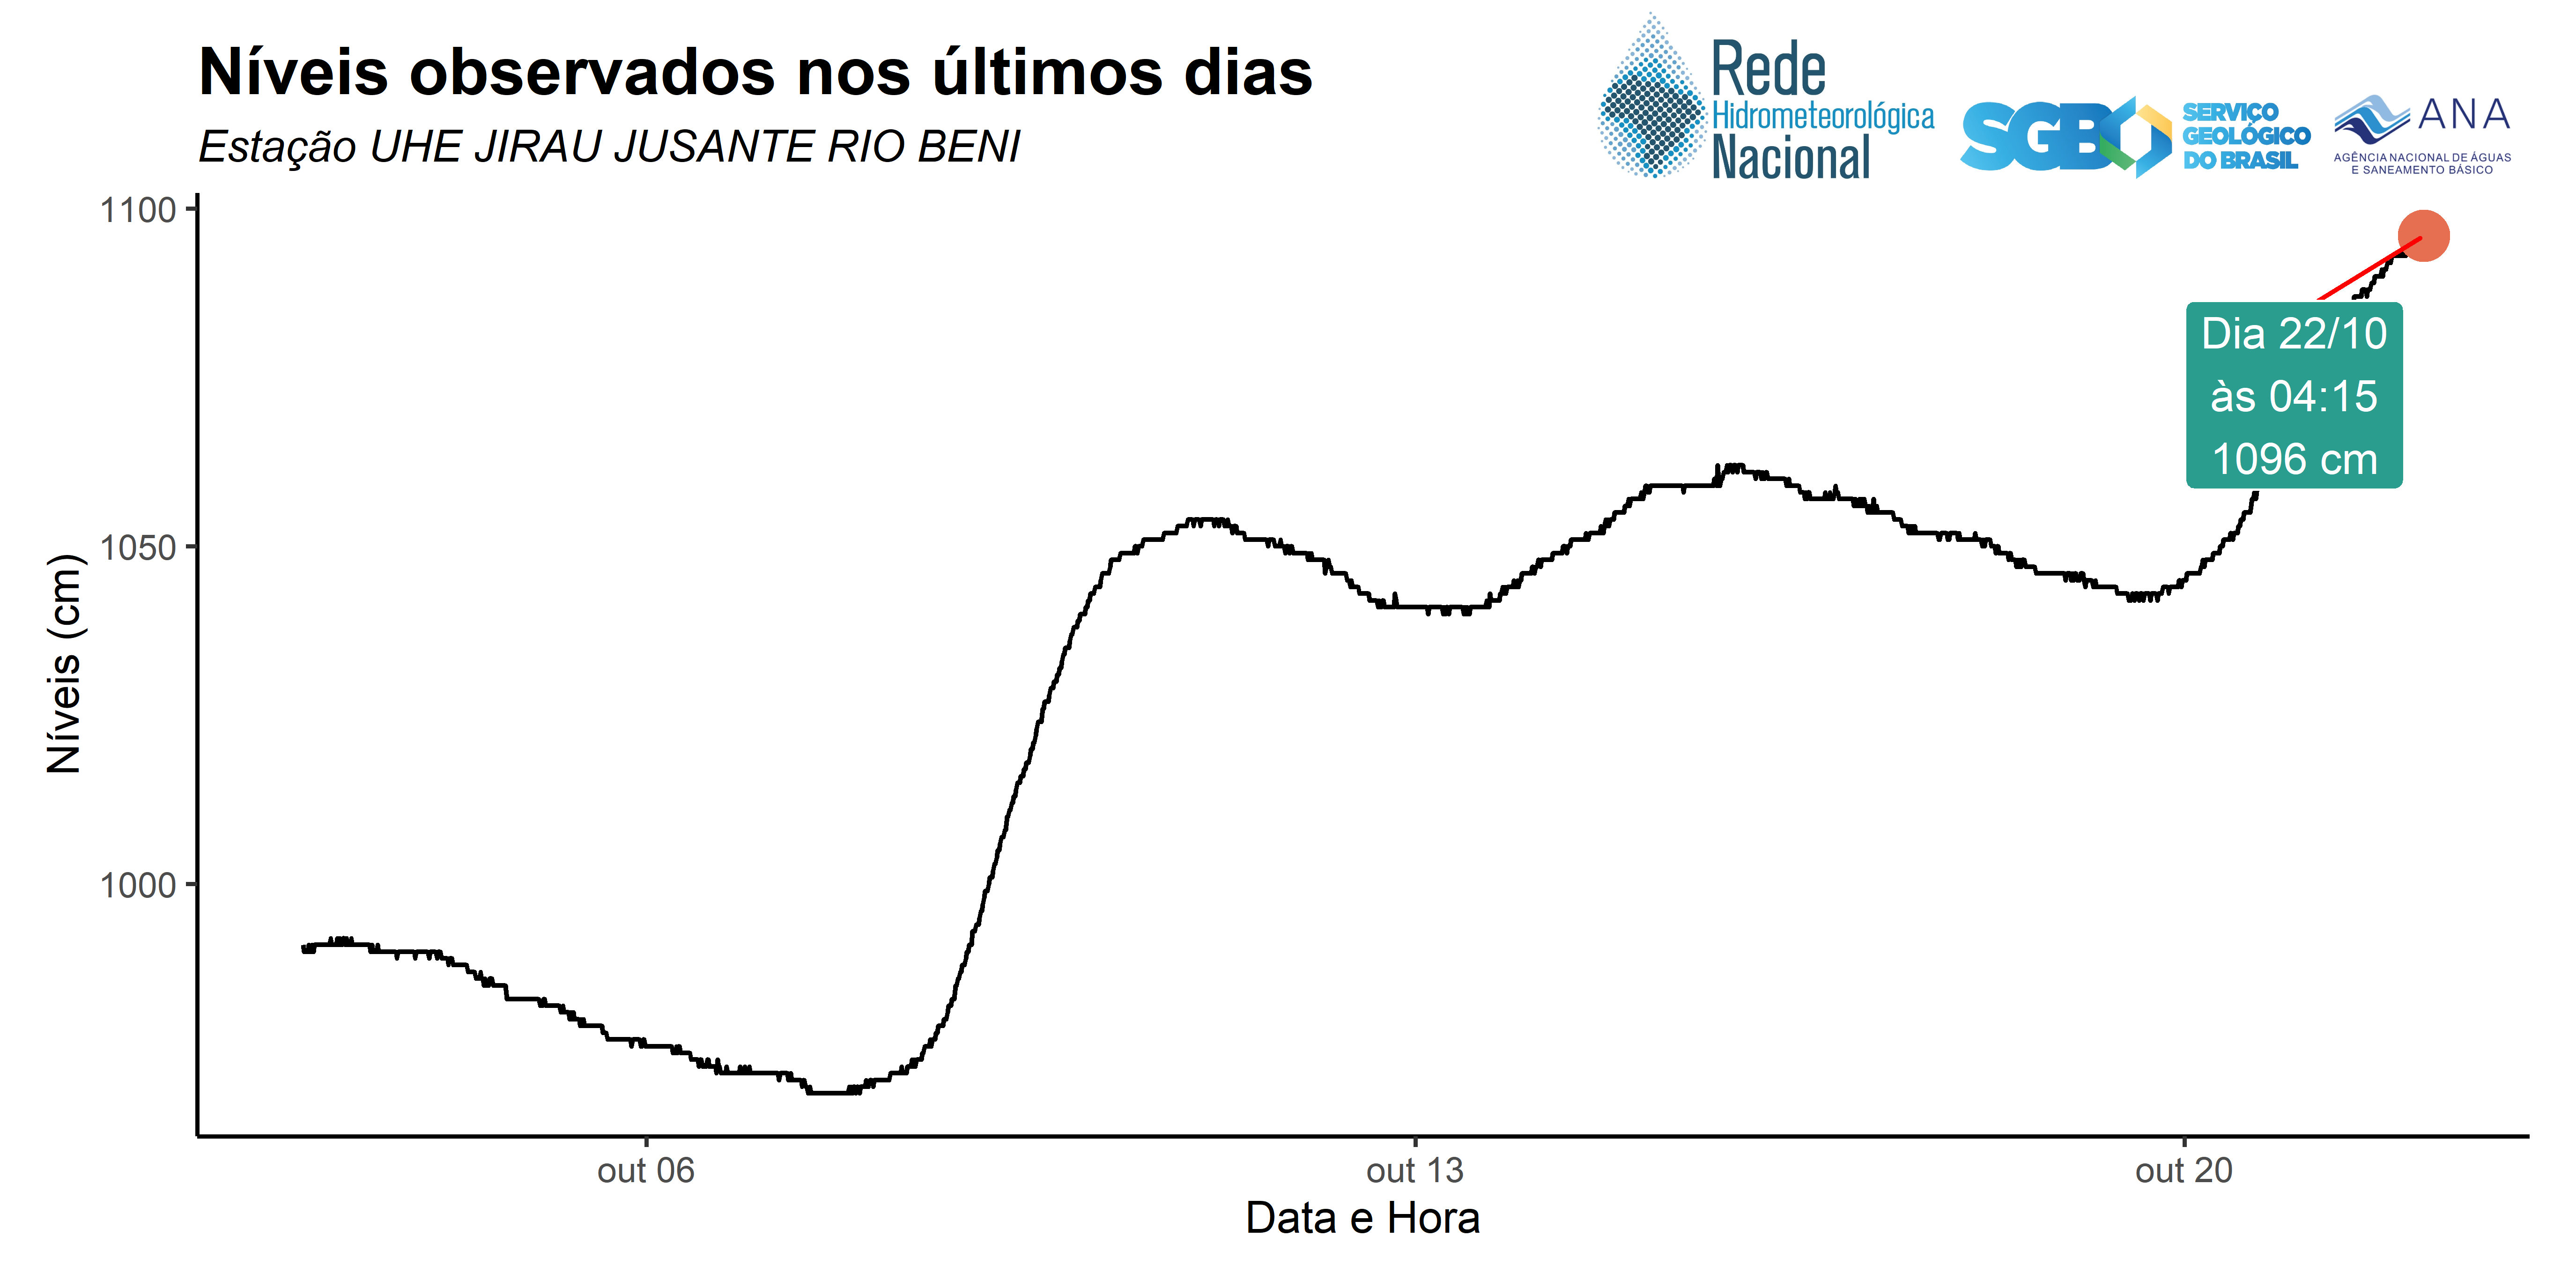 Níveis observados nos últimos dias
Estação UHE JIRAU JUSANTE RIO BENI
Rede
Hidrometeorológica
Nacional
SGB
SERVIÇO
GEOLÓGICO
DO BRASIL
ANA
AGÊNCIA NACIONAL DE ÁGUAS
E SANEAMENTO BÁSICO
1100
1050
1000
Níveis (cm)
Dia 22/10
às 04:15
1096 cm
out 06
out 13
out 20
Data e Hora